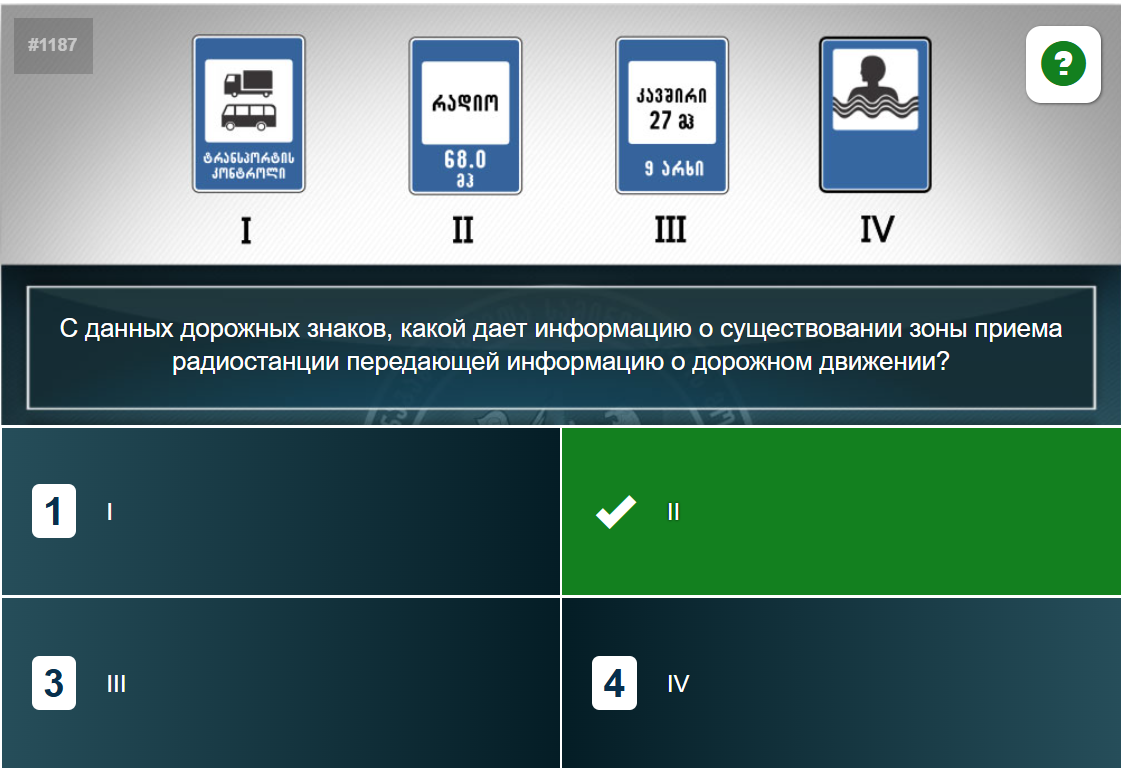 #1187
?
ტრანსპორტის
კონტროლი
რადიო
68.0
მჰ
კავშირი
27 მჰ
9 არხი
I
II
III
IV
С данных дорожных знаков, какой дает информацию о существовании зоны приема
радиостанции передающей информацию о дорожном движении?
1 I
II
3 III
4 IV